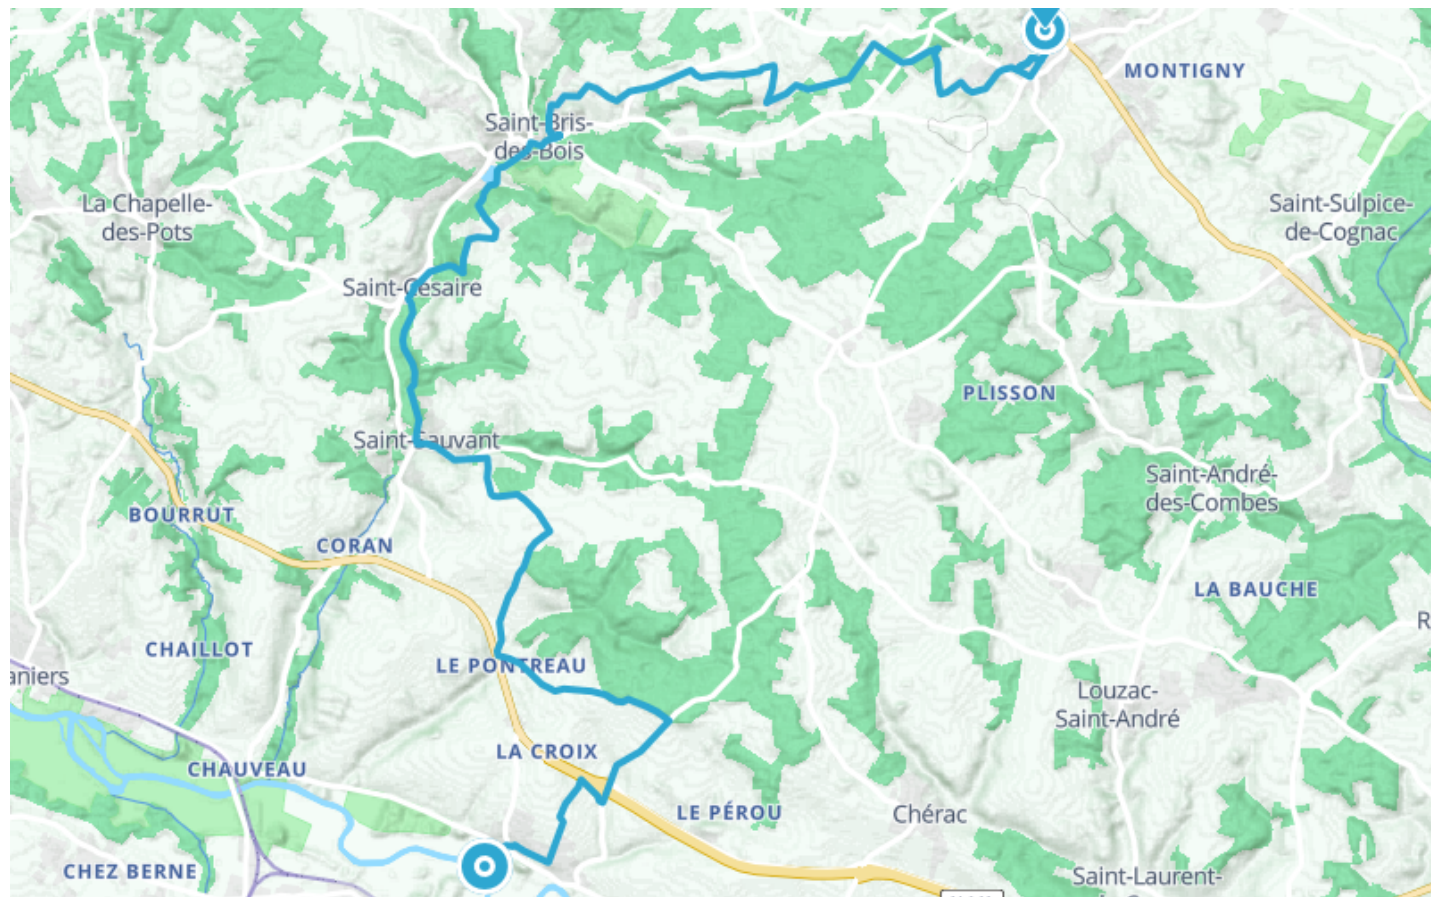 MONTIGNY
Saint-Bris-
des-Bois
La Chapelle-
des-Pots
Saint-Sulpice-
de-Cognac
Saint-Césaire
PLISSON
Saint-Sauvant
Saint-André-
des-Combes
BOURRUT
CORAN
LA BAUCHE
R
CHAILLOT
LE PONTREAU
aniers
Louzac-
Saint-André
LA CROIX
CHAUVEAU
LE PÉROU
Chérac
CHEZ BERNE
Saint-Laurent-